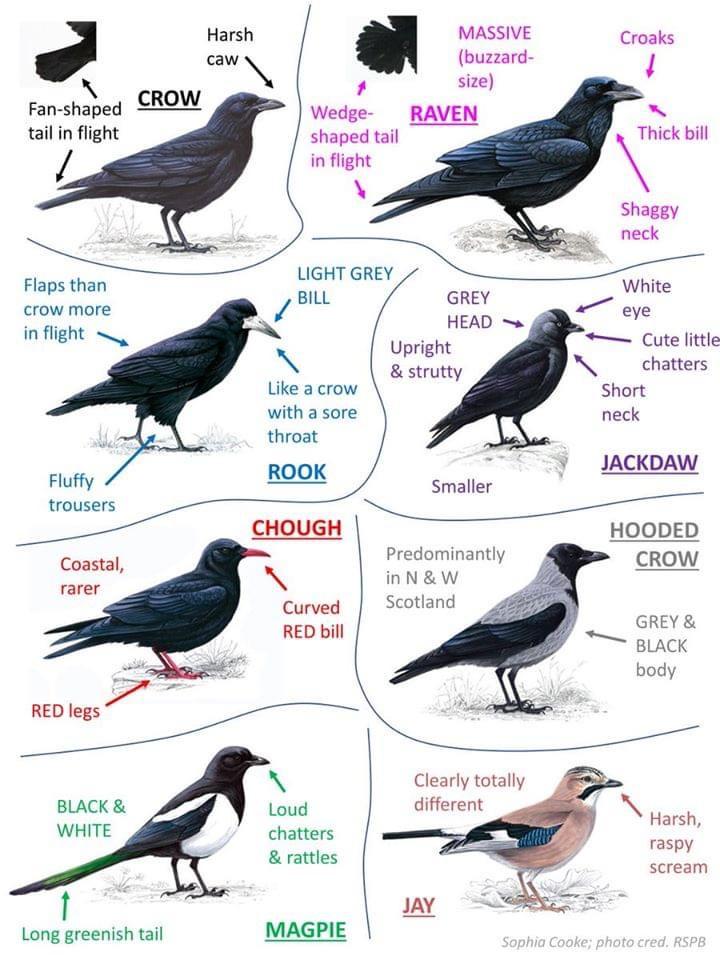 Harsh
caw
CROW
Fan-shaped
tail in flight
MASSIVE
(buzzard-
size)
Croaks
Wedge-
shaped tail
in flight
RAVEN
Thick bill
Shaggy
neck
Flaps than
crow more
in flight
LIGHT GREY
BILL
Like a crow
with a sore
throat
Fluffy
trousers
ROOK
GREY
HEAD
White
eye
Upright
& strutty
Cute little
chatters
Short
neck
Smaller
JACKDAW
CHOUGH
Coastal,
rarer
Curved
RED bill
RED legs
HOODED
CROW
Predominantly
in N & W
Scotland
GREY &
BLACK
body
BLACK &
WHITE
Loud
chatters
& rattles
Long greenish tail
MAGPIE
Clearly totally
different
Harsh,
raspy
scream
JAY
Sophia Cooke; photo cred. RSPB